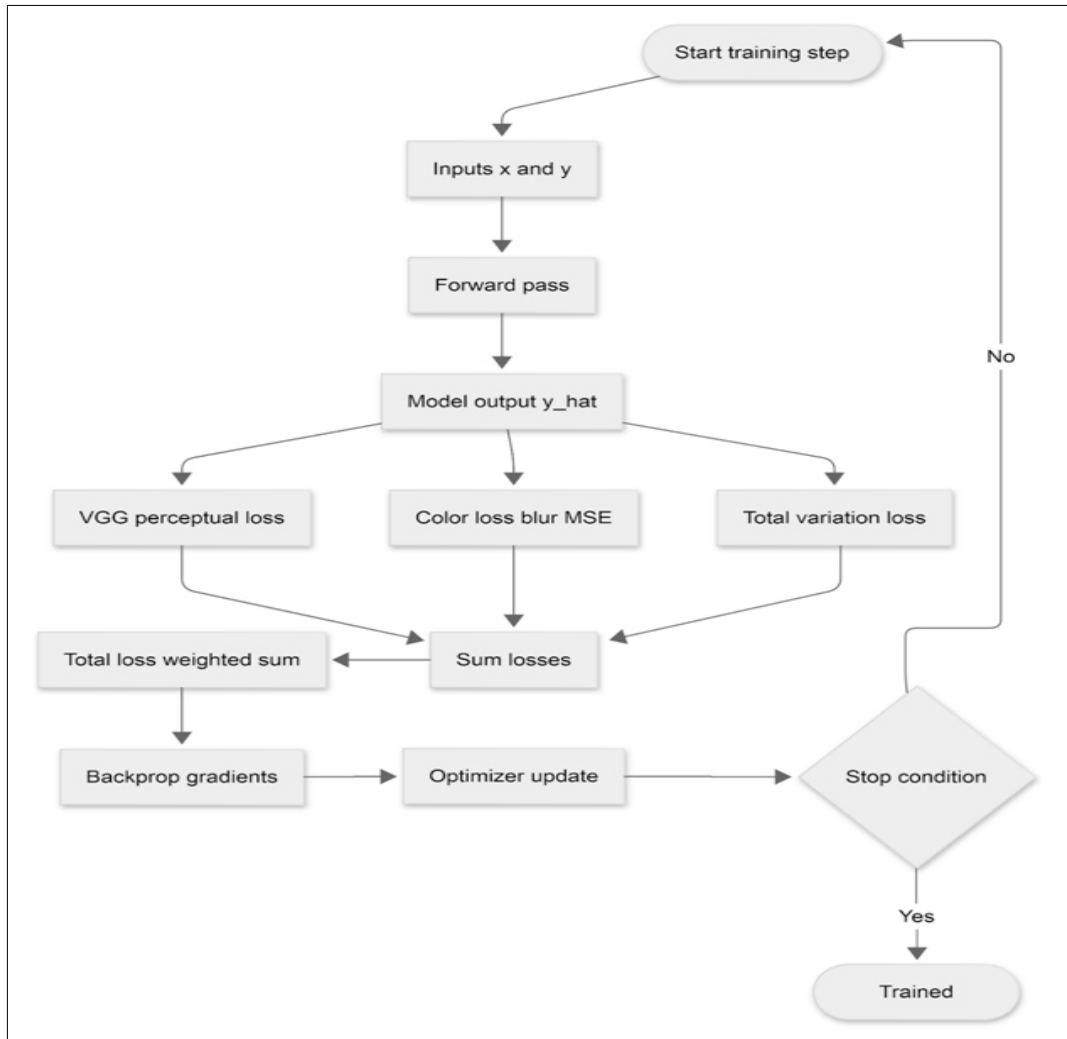 Start training step
Inputs x and y
Forward pass
No
Model output y_hat
VGG perceptual loss
Color loss blur MSE
Total variation loss
Total loss weighted sum
Sum losses
Backprop gradients
Optimizer update
Stop condition
Yes
Trained